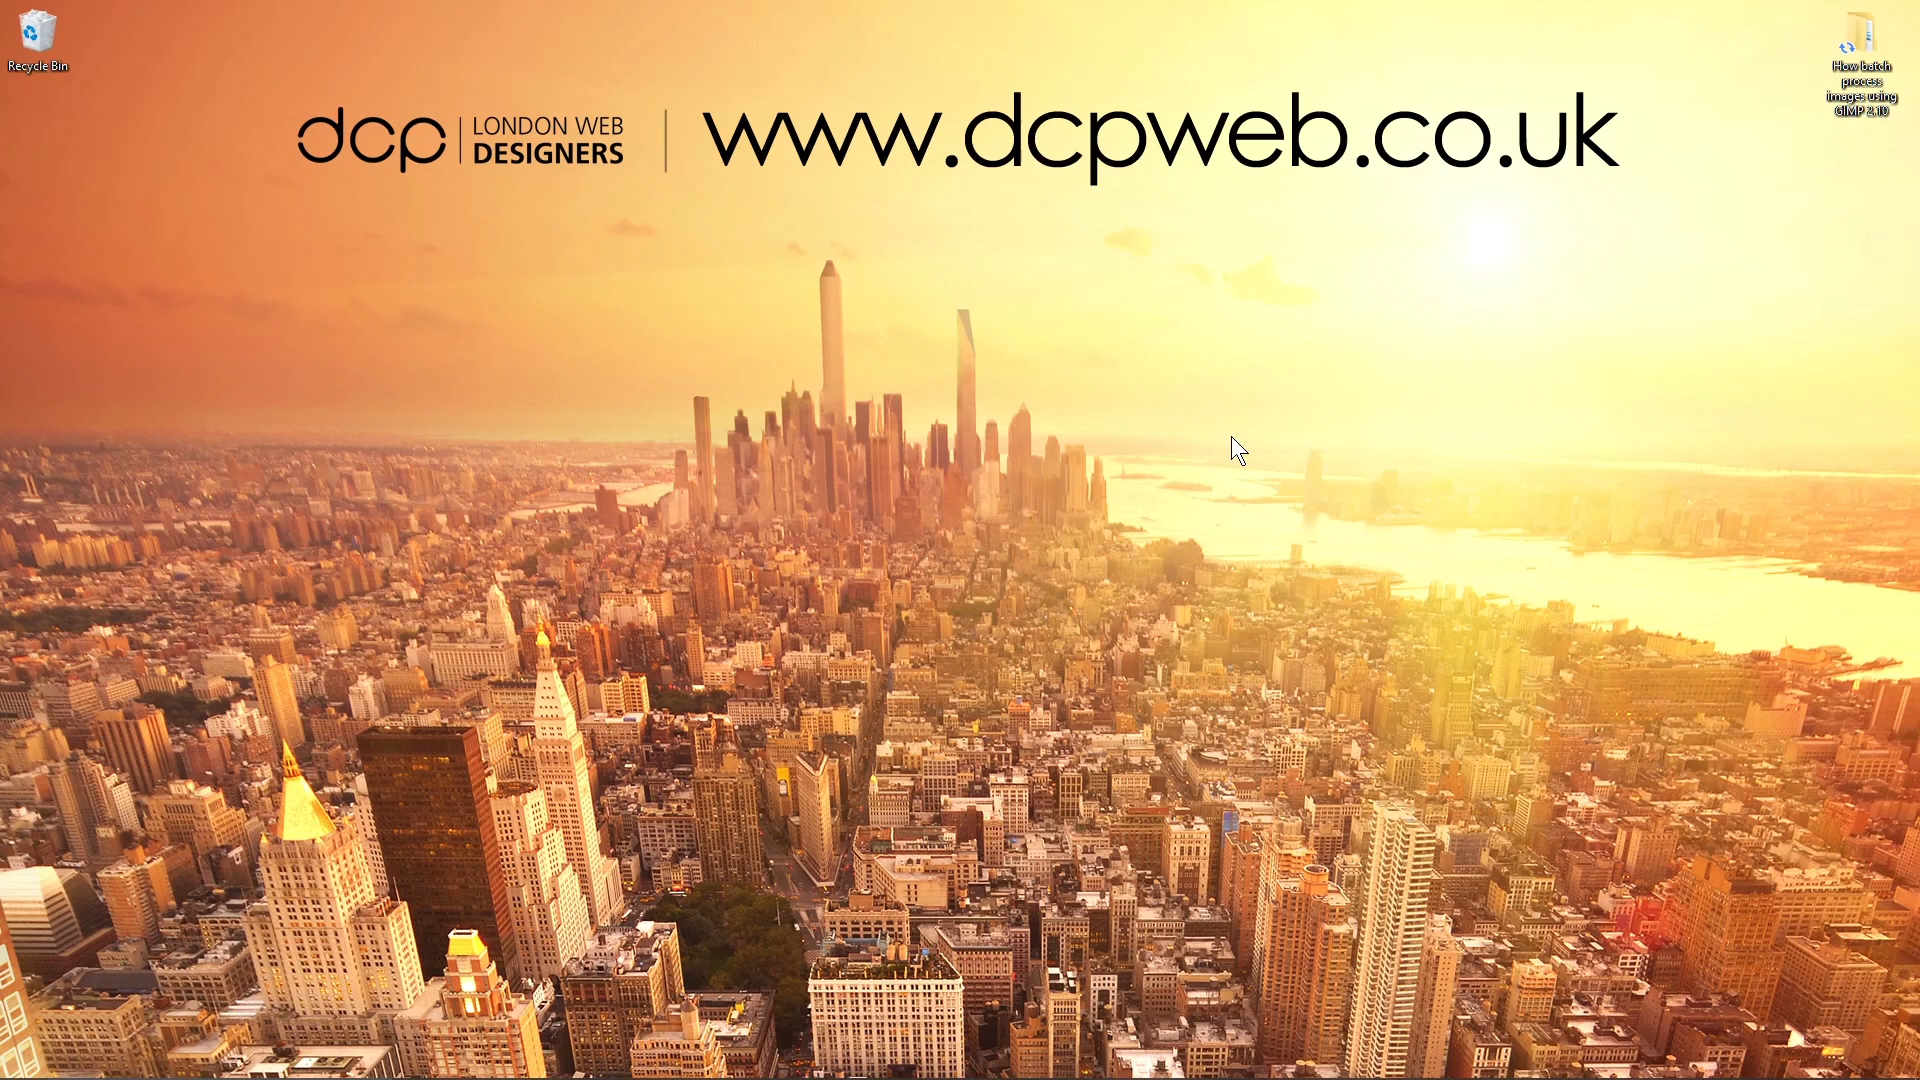 Recycle Bin
How batch
process
images using
GIMP 2.10
dcp
LONDON WEB
DESIGNERS
www.dcpweb.co.uk